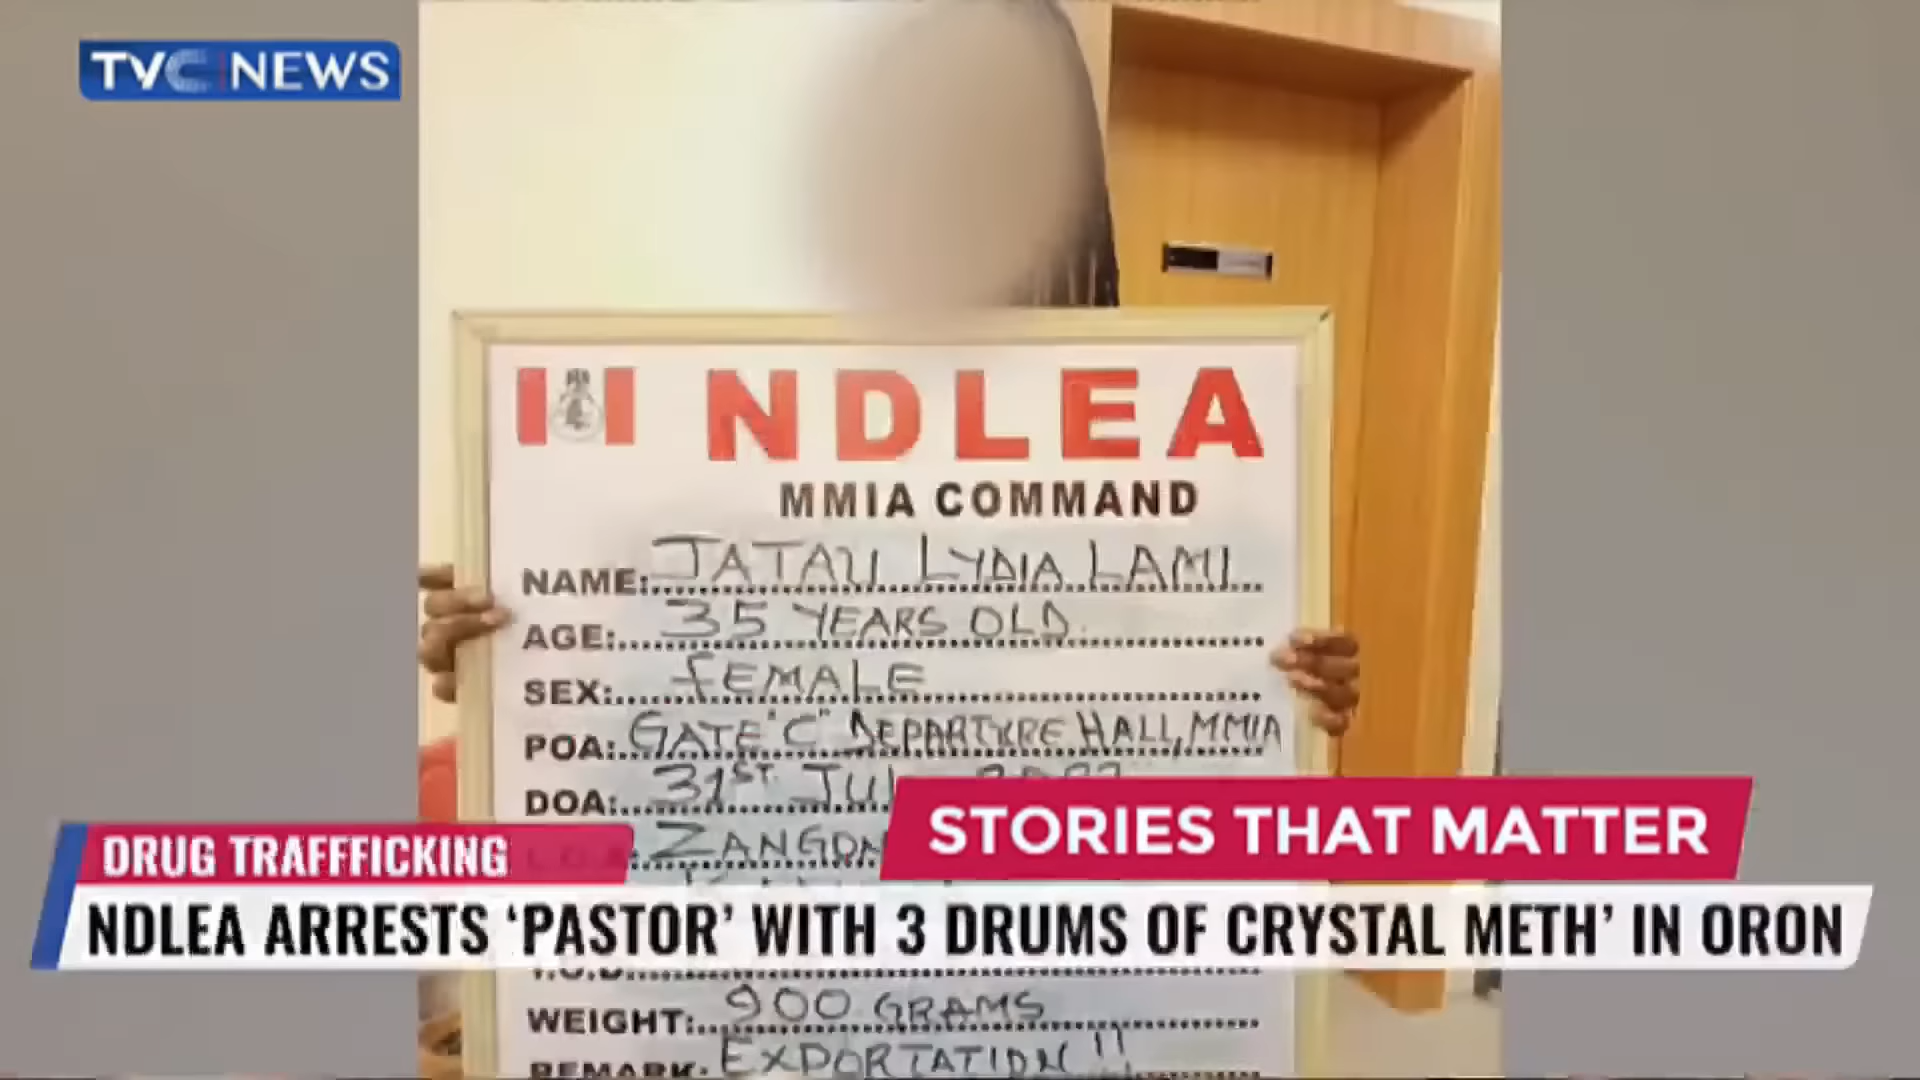 TVC NEWS
NDLEA
MMIA COMMAND
NAME: JATAU LYDIA LAMI
AGE: 35 YEARS OLD
SEX: FEMALE
POA: GATE "C" DEPARTURE HALL, MMIA
DOA: 31ST
ZANGON
STORIES THAT MATTER
DRUG TRAFFFICKING
NDLEA ARRESTS ‘PASTOR’ WITH 3 DRUMS OF CRYSTAL METH’ IN ORON
WEIGHT: 900 GRAMS
REMARK: EXPORTATION!!